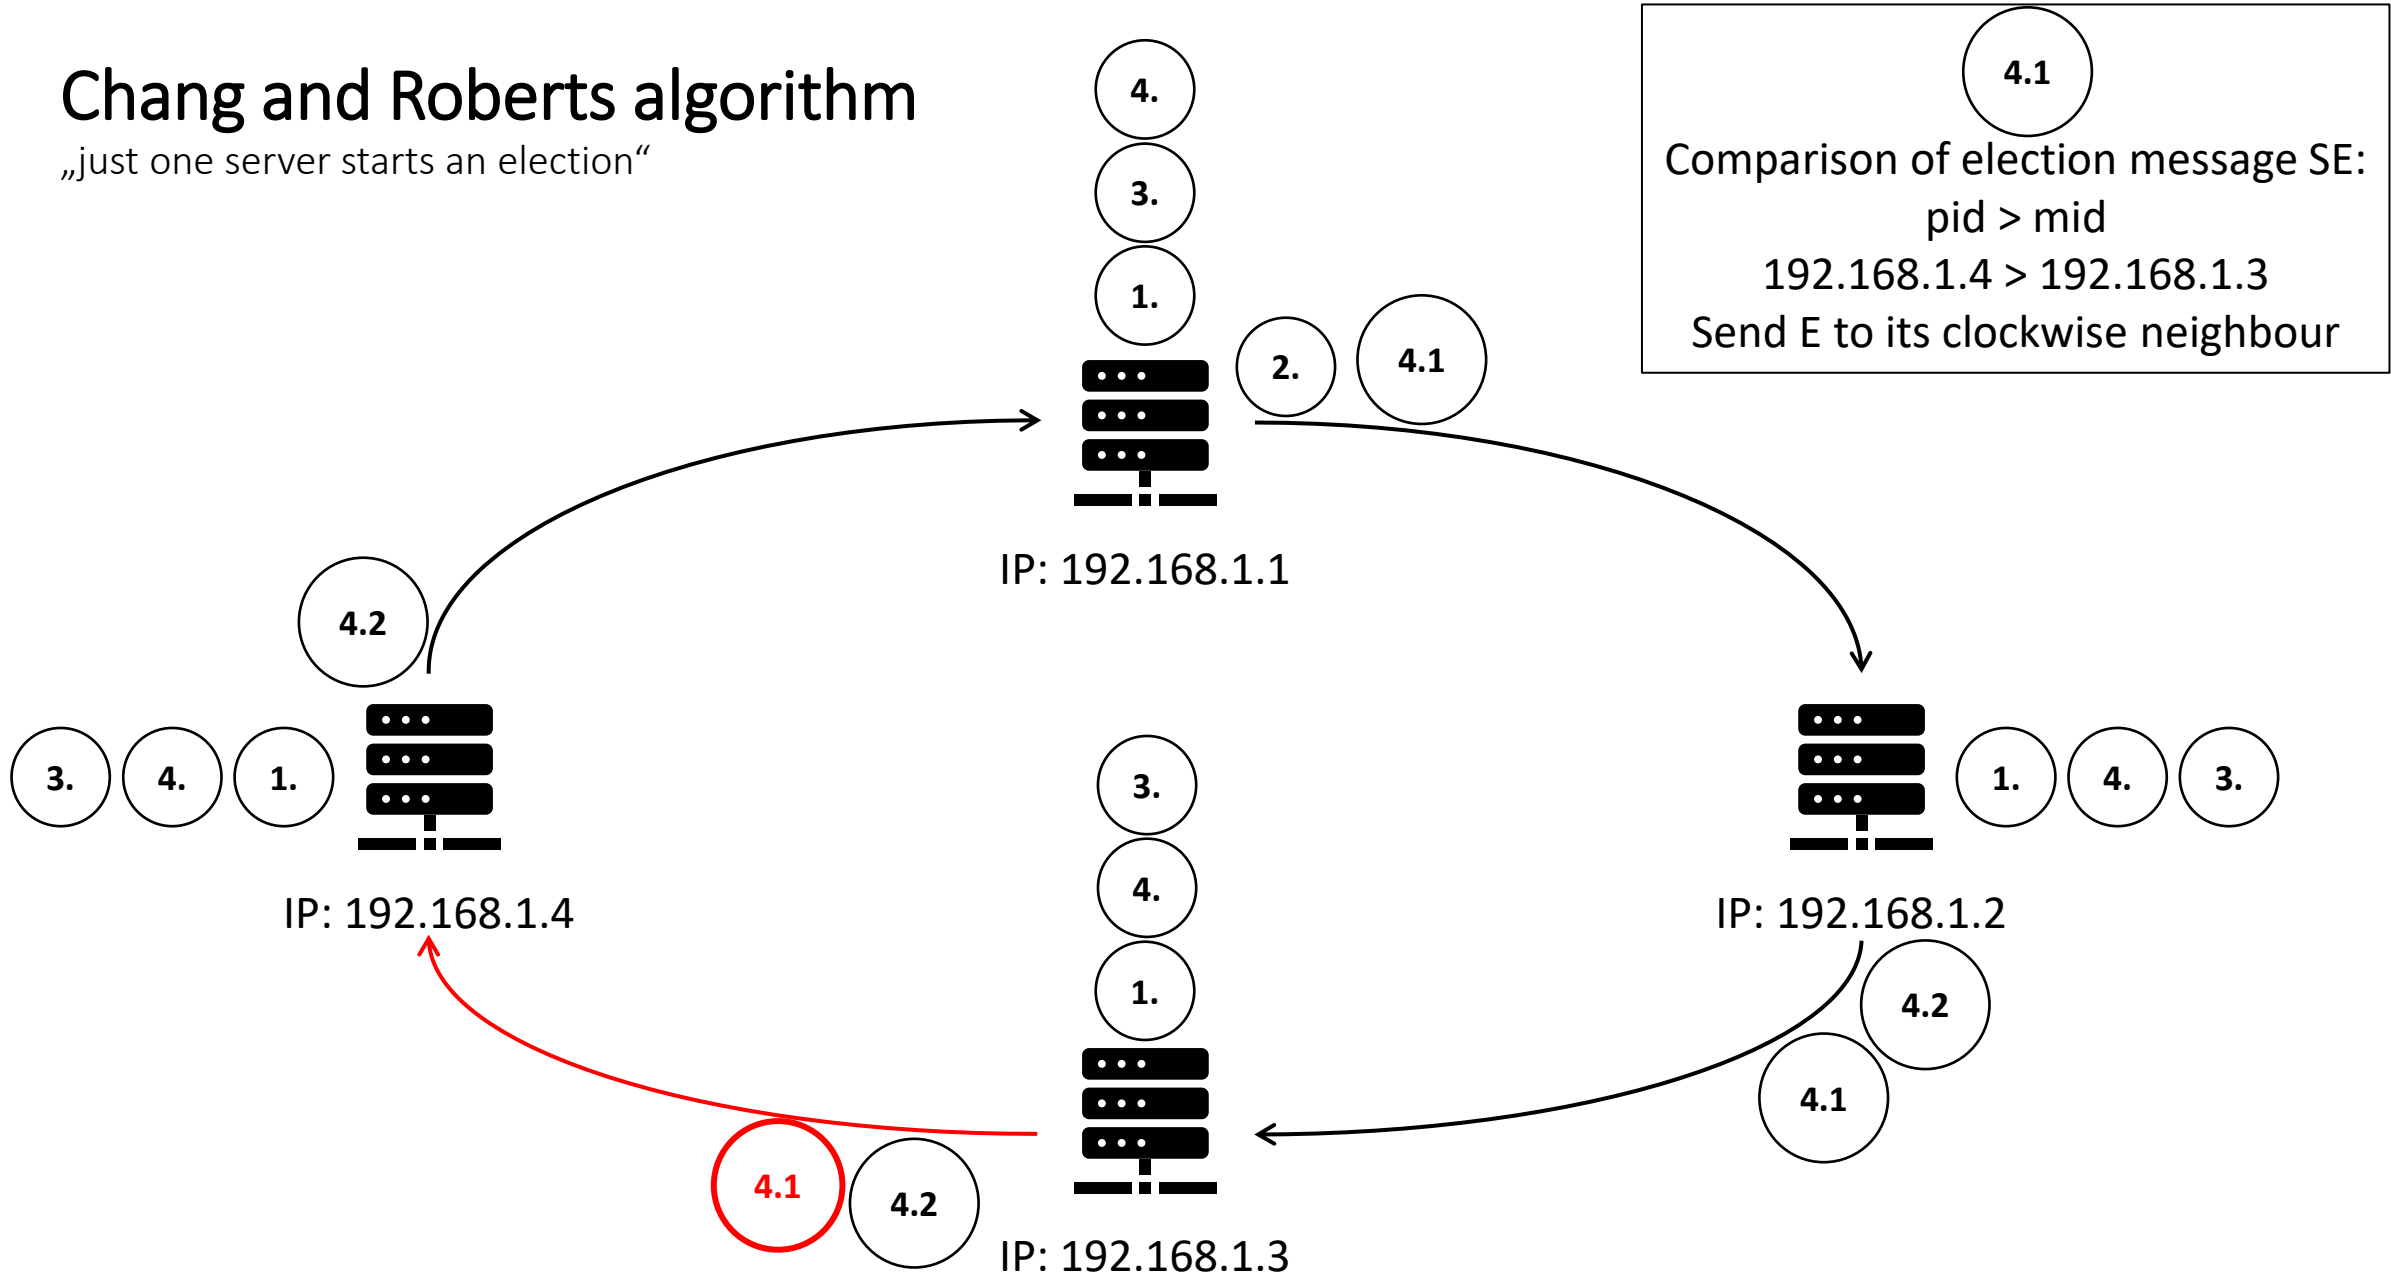 Chang and Roberts algorithm
„just one server starts an election“
4.1
Comparison of election message SE:
pid > mid
192.168.1.4 > 192.168.1.3
Send E to its clockwise neighbour
4.
3.
1.
2.
4.1
IP: 192.168.1.1
4.2
3.
4.
1.
IP: 192.168.1.4
1.
4.
3.
IP: 192.168.1.2
4.2
4.1
3.
4.
1.
4.1
4.2
IP: 192.168.1.3